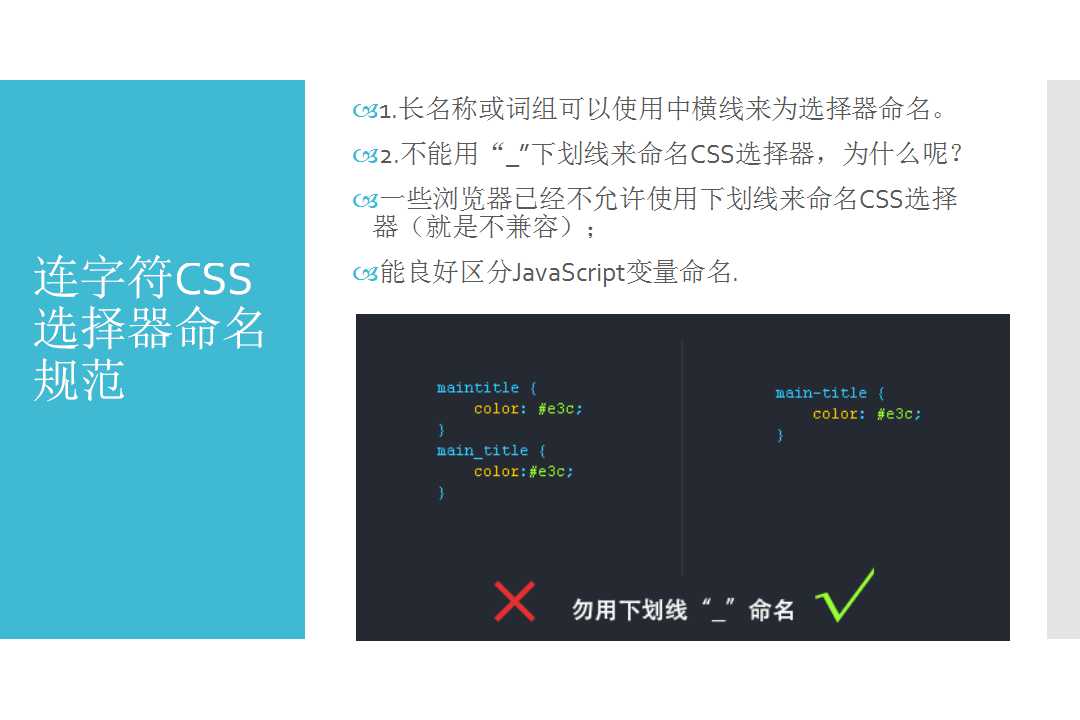 连字符CSS
选择器命名
规范
1.长名称或词组可以使用中横线来为选择器命名。
2.不能用“_”下划线来命名CSS选择器，为什么呢？
一些浏览器已经不允许使用下划线来命名CSS选择
器（就是不兼容）；
能良好区分JavaScript变量命名.
maintitle {
color: #e3c;
}
main_title {
color:#e3c;
}
main-title {
color: #e3c;
}
勿用下划线“_”命名